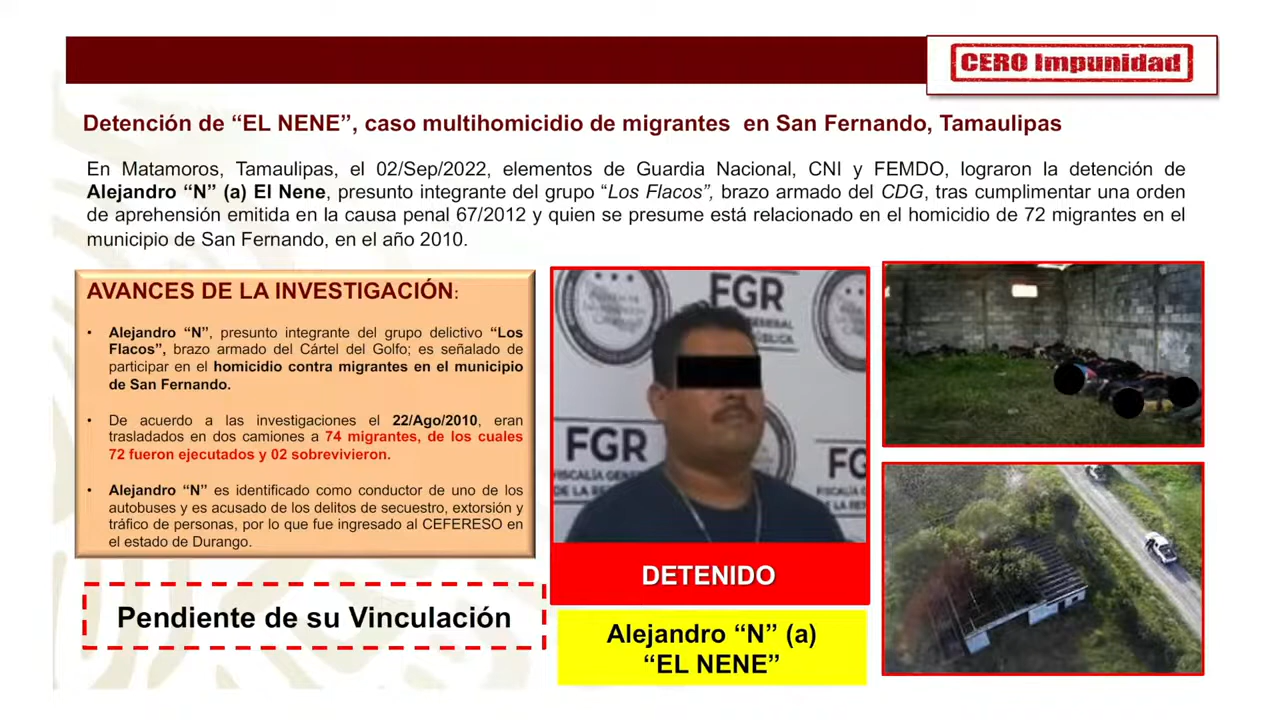 CERO Impunidad
Detención de “EL NENE”, caso multihomicidio de migrantes en San Fernando, Tamaulipas
En Matamoros, Tamaulipas, el 02/Sep/2022, elementos de Guardia Nacional, CNI y FEMDO, lograron la detención de
Alejandro “N” (a) El Nene, presunto integrante del grupo “Los Flacos”, brazo armado del CDG, tras cumplimentar una orden
de aprehensión emitida en la causa penal 67/2012 y quien se presume está relacionado en el homicidio de 72 migrantes en el
municipio de San Fernando, en el año 2010.
AVANCES DE LA INVESTIGACIÓN:
• Alejandro “N”, presunto integrante del grupo delictivo “Los
Flacos”, brazo armado del Cártel del Golfo; es señalado de
participar en el homicidio contra migrantes en el municipio
de San Fernando.
• De acuerdo a las investigaciones el 22/Ago/2010, eran
trasladados en dos camiones a 74 migrantes, de los cuales
72 fueron ejecutados y 02 sobrevivieron.
• Alejandro “N” es identificado como conductor de uno de los
autobuses y es acusado de los delitos de secuestro, extorsión y
tráfico de personas, por lo que fue ingresado al CEFERESO en
el estado de Durango.
Pendiente de su Vinculación
FGR
FGR
FISCALÍA GENERAL
DE LA REPÚBLICA
FG
DETENIDO
Alejandro “N” (a)
“EL NENE”